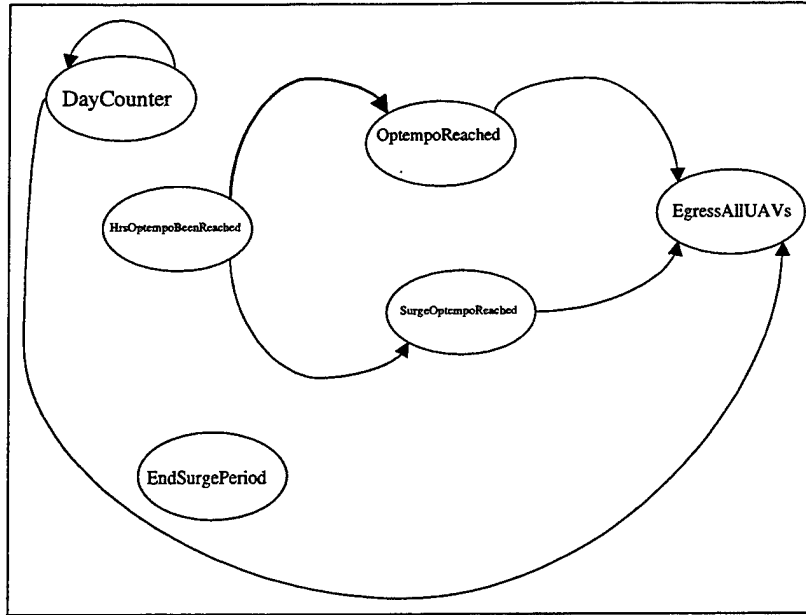 DayCounter
OptempoReached
EgressAllUAVs
HrsOptempoBeenReached
SurgeOptempoReached
EndSurgePeriod